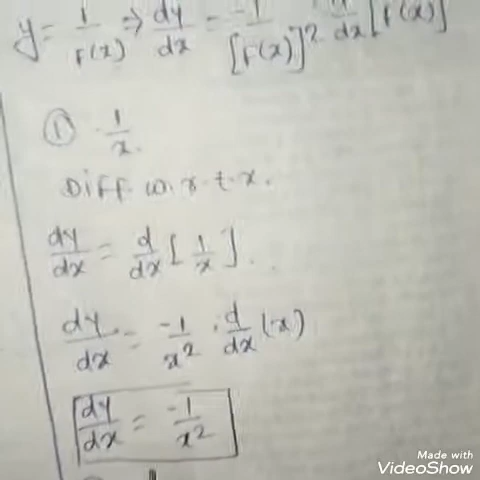 y = 1/f(x) ⇒ dy/dx = -1/[f(x)]² · d/dx [f(x)]
① 1/x.
Diff. w.r.t.x.
dy/dx = d/dx [1/x].
dy/dx = -1/x² · d/dx (x)
dy/dx = -1/x²
Made with
VideoShow